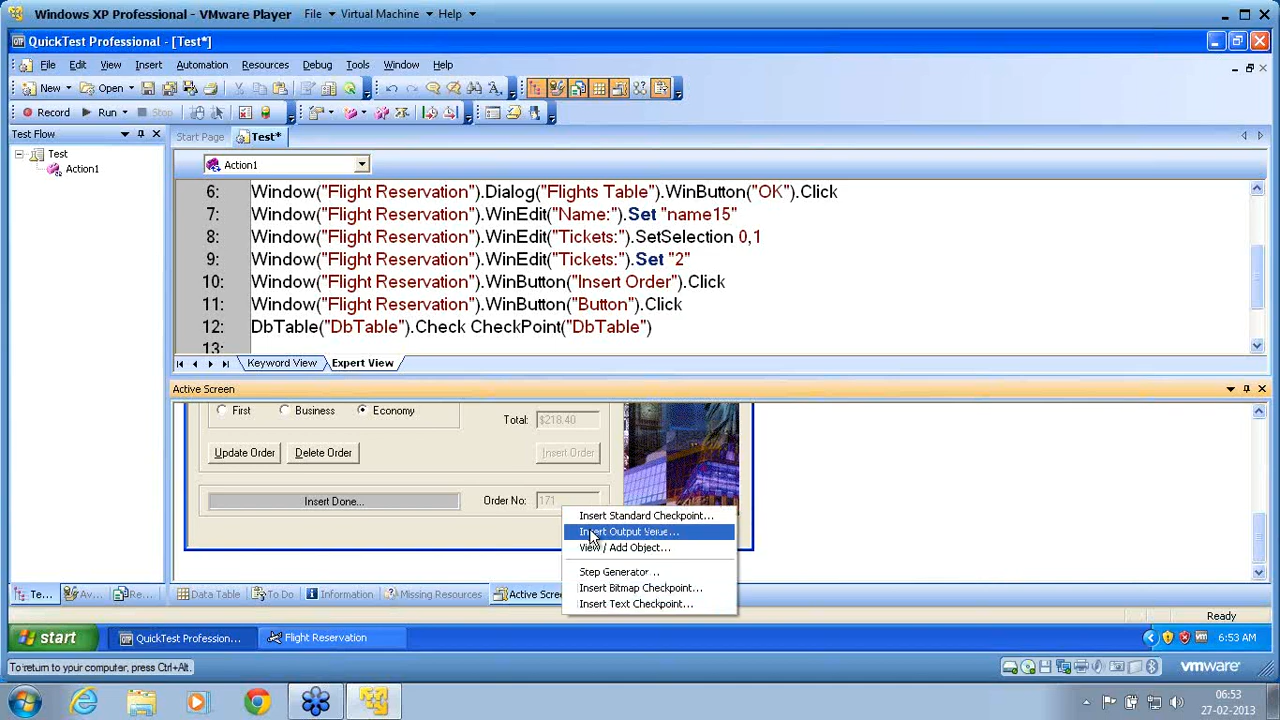 Windows XP Professional - VMware Player File Virtual Machine Help
QuickTest Professional - [Test*]
File Edit View Insert Automation Resources Debug Tools Window Help
New Open
Record Run Stop
Test Flow
Start Page Test*
Test
Action1
Action1
6: Window("Flight Reservation").Dialog("Flights Table").WinButton("OK").Click
7: Window("Flight Reservation").WinEdit("Name:").Set "name15"
8: Window("Flight Reservation").WinEdit("Tickets:").SetSelection 0,1
9: Window("Flight Reservation").WinEdit("Tickets:").Set "2"
10: Window("Flight Reservation").WinButton("Insert Order").Click
11: Window("Flight Reservation").WinButton("Button").Click
12: DbTable("DbTable").Check CheckPoint("DbTable")
13:
Keyword View Expert View
Active Screen
First Business Economy
Total: $218.40
Update Order Delete Order Insert Order
Insert Done... Order No: 171
Insert Standard Checkpoint...
Insert Output Value...
View / Add Object...
Step Generator...
Insert Bitmap Checkpoint...
Insert Text Checkpoint...
Te... Av... Re... Data Table To Do Information Missing Resources Active Scree
Ready
start QuickTest Profession... Flight Reservation 6:53 AM
To return to your computer, press Ctrl+Alt. vmware
06:53
27-02-2013